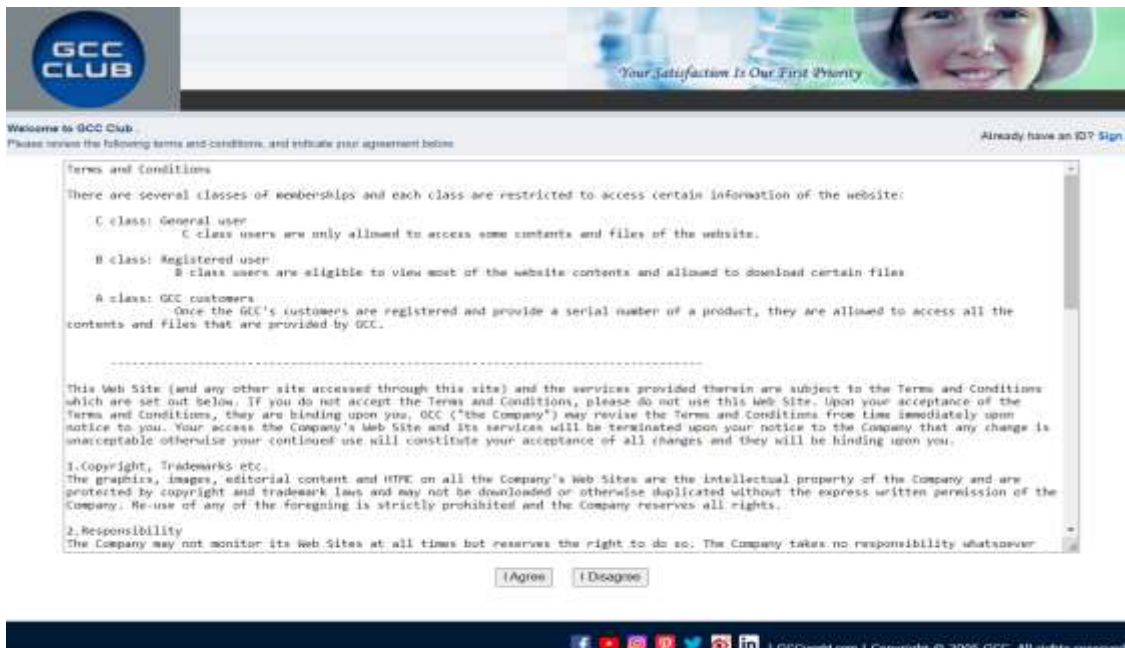 GCC
CLUB
Your Satisfaction Is Our First Priority
Welcome to GCC Club
Please review the following terms and conditions, and indicate your agreement below
Already have an ID? Sign
Terms and Conditions
There are several classes of memberships and each class are restricted to access certain information of the website:
C class: General user
C class users are only allowed to access some contents and files of the website.
B class: Registered user
B class users are eligible to view most of the website contents and allowed to download certain files
A class: GCC customers
Once the GCC's customers are registered and provide a serial number of a product, they are allowed to access all the
contents and files that are provided by GCC.
--------------------------------------------------------------------------------
This Web Site (and any other site accessed through this site) and the services provided therein are subject to the Terms and Conditions
which are set out below. If you do not accept the Terms and Conditions, please do not use this Web Site. Upon your acceptance of the
Terms and Conditions, they are binding upon you. GCC ("the Company") may revise the Terms and Conditions from time immediately upon
notice to you. Your access the Company's Web Site and its services will be terminated upon your notice to the Company that any change is
unacceptable otherwise your continued use will constitute your acceptance of all changes and they will be binding upon you.
1.Copyright, Trademarks etc.
The graphics, images, editorial content and HTML on all the Company's Web Sites are the intellectual property of the Company and are
protected by copyright and trademark laws and may not be downloaded or otherwise duplicated without the express written permission of the
Company. Re-use of any of the foregoing is strictly prohibited and the Company reserves all rights.
2.Responsibility
The Company may not monitor its Web Sites at all times but reserves the right to do so. The Company takes no responsibility whatsoever
I Agree I Disagree
| GCCworld.com | Copyright © 2005 GCC. All rights reserved